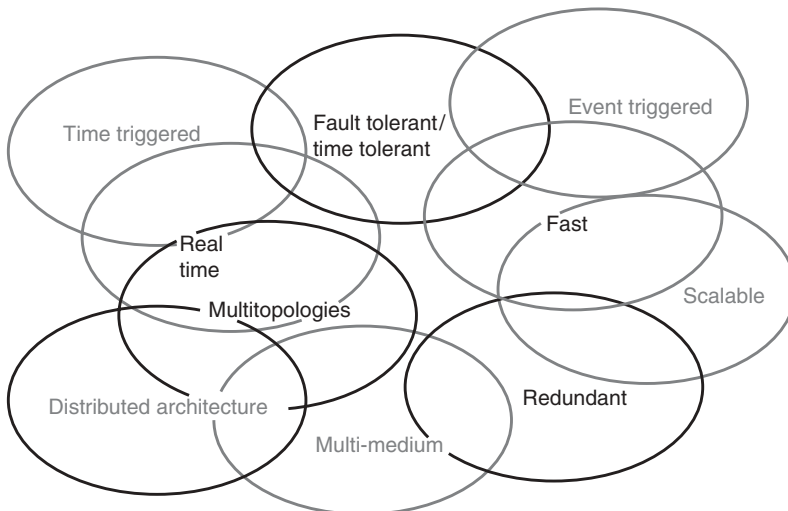 Time triggered
Fault tolerant/
time tolerant
Event triggered
Real
time
Fast
Multitopologies
Scalable
Distributed architecture
Redundant
Multi-medium